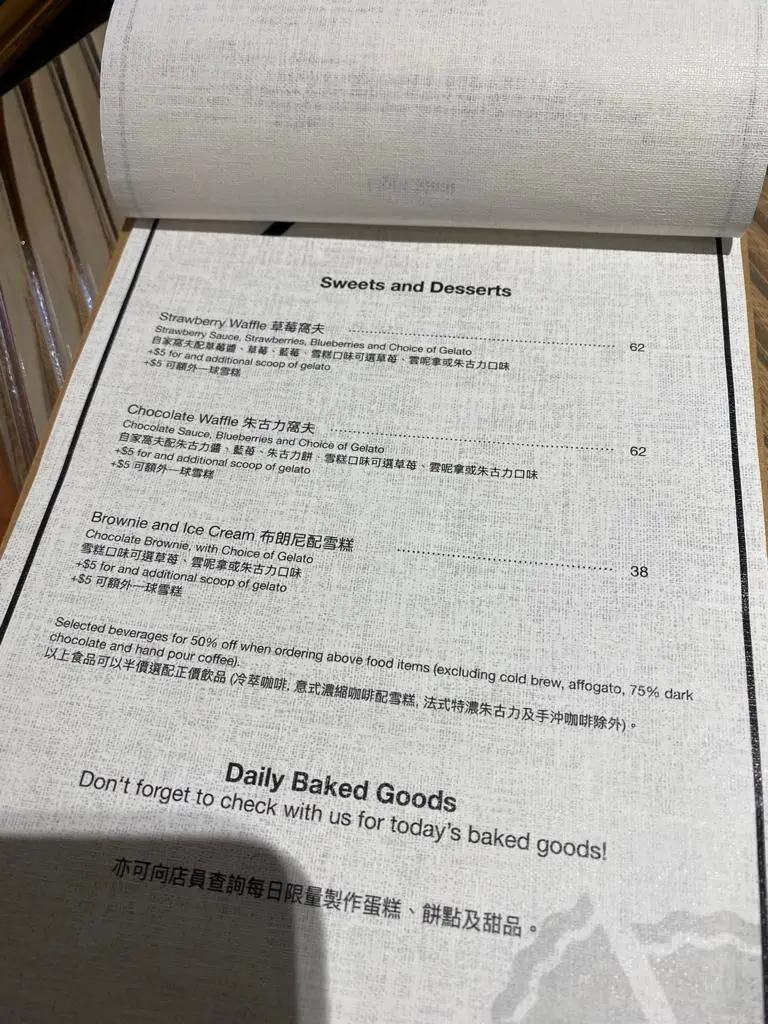 Sweets and Desserts
Strawberry Waffle 草莓窩夫 62
Strawberry Sauce, Strawberries, Blueberries and Choice of Gelato
自家窩夫配草莓醬、草莓、藍莓、雪糕口味可選草莓、雲呢拿或朱古力口味
+$5 for and additional scoop of gelato
+$5 可額外一球雪糕
Chocolate Waffle 朱古力窩夫 62
Chocolate Sauce, Blueberries and Choice of Gelato
自家窩夫配朱古力醬、藍莓、朱古力餅、雪糕口味可選草莓、雲呢拿或朱古力口味
+$5 for and additional scoop of gelato
+$5 可額外一球雪糕
Brownie and Ice Cream 布朗尼配雪糕 38
Chocolate Brownie, with Choice of Gelato
雪糕口味可選草莓、雲呢拿或朱古力口味
+$5 for and additional scoop of gelato
+$5 可額外一球雪糕
Selected beverages for 50% off when ordering above food items (excluding cold brew, affogato, 75% dark
chocolate and hand pour coffee).
以上食品可以半價選配正價飲品 (冷萃咖啡, 意式濃縮咖啡配雪糕, 法式特濃朱古力及手沖咖啡除外)。
Daily Baked Goods
Don't forget to check with us for today's baked goods!
亦可向店員查詢每日限量製作蛋糕、餅點及甜品。